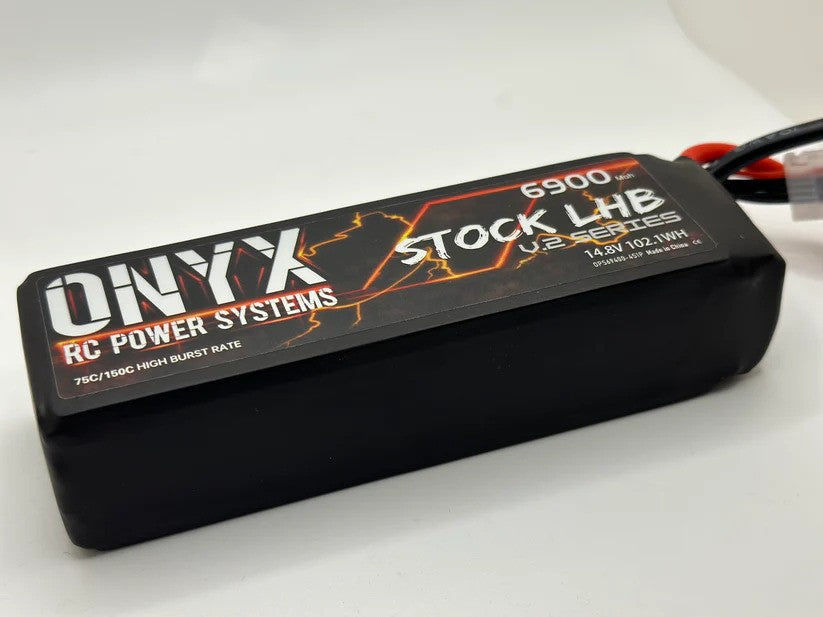 ONYX
RC POWER SYSTEMS
75C/150C HIGH BURST RATE
6900 Mah
STOCK LHB
V.2 SERIES
14.8V 102.1WH
Made in China CE